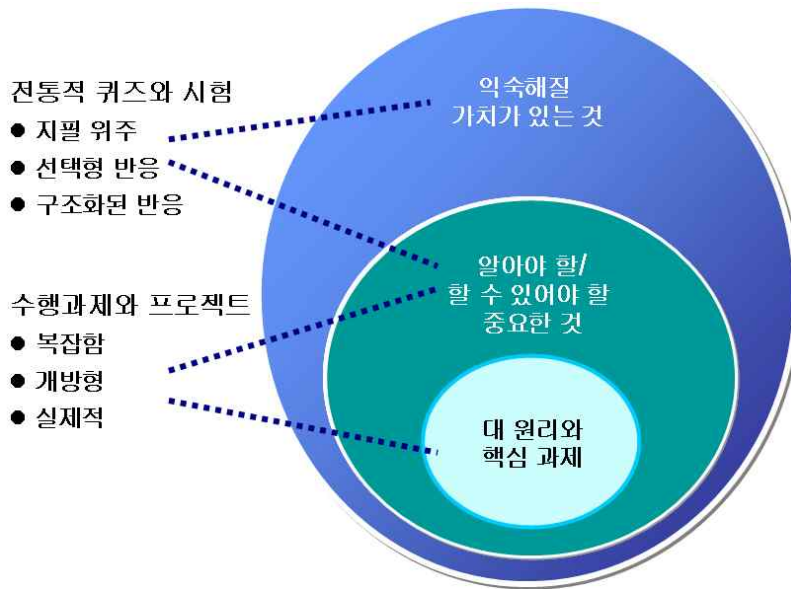 전통적 퀴즈와 시험
● 지필 위주
● 선택형 반응
● 구조화된 반응
수행과제와 프로젝트
● 복잡함
● 개방형
● 실제적
익숙해질
가치가 있는 것
알아야 할/
할 수 있어야 할
중요한 것
대 원리와
핵심 과제